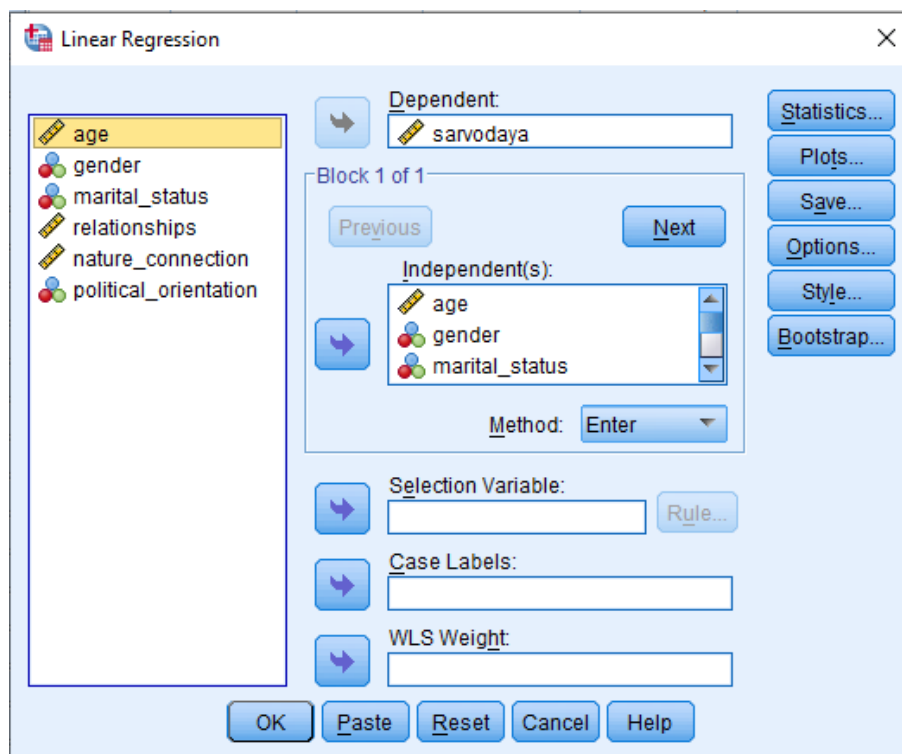 Linear Regression
age
gender
marital_status
relationships
nature_connection
political_orientation
Dependent:
sarvodaya
Block 1 of 1
Previous
Next
Independent(s):
age
gender
marital_status
Method:
Enter
Selection Variable:
Rule...
Case Labels:
WLS Weight:
Statistics...
Plots...
Save...
Options...
Style...
Bootstrap...
OK
Paste
Reset
Cancel
Help